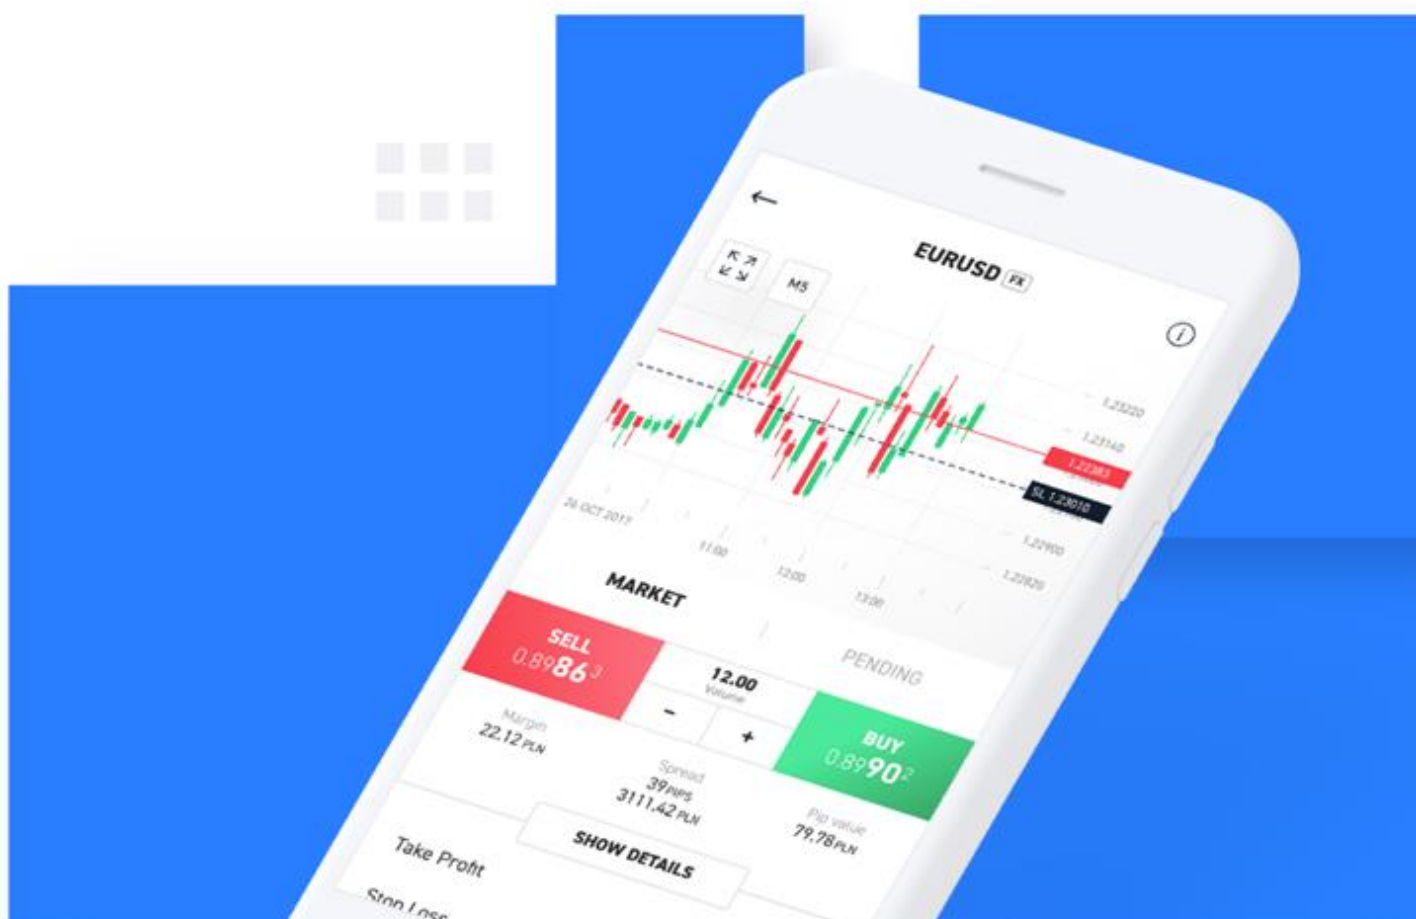 EURUSD FX
M5
1.23220
1.23140
1.22383
SL 1.23010
1.22900
1.22820
26 OCT 2017
11:00
12:00
13:00
MARKET
PENDING
SELL
0.89863
12.00
Volume
-
+
BUY
0.89902
Margin
22.12 PLN
Spread
39 PIPS
3111.42 PLN
Pip value
79.78 PLN
SHOW DETAILS
Take Profit
Stop Loss